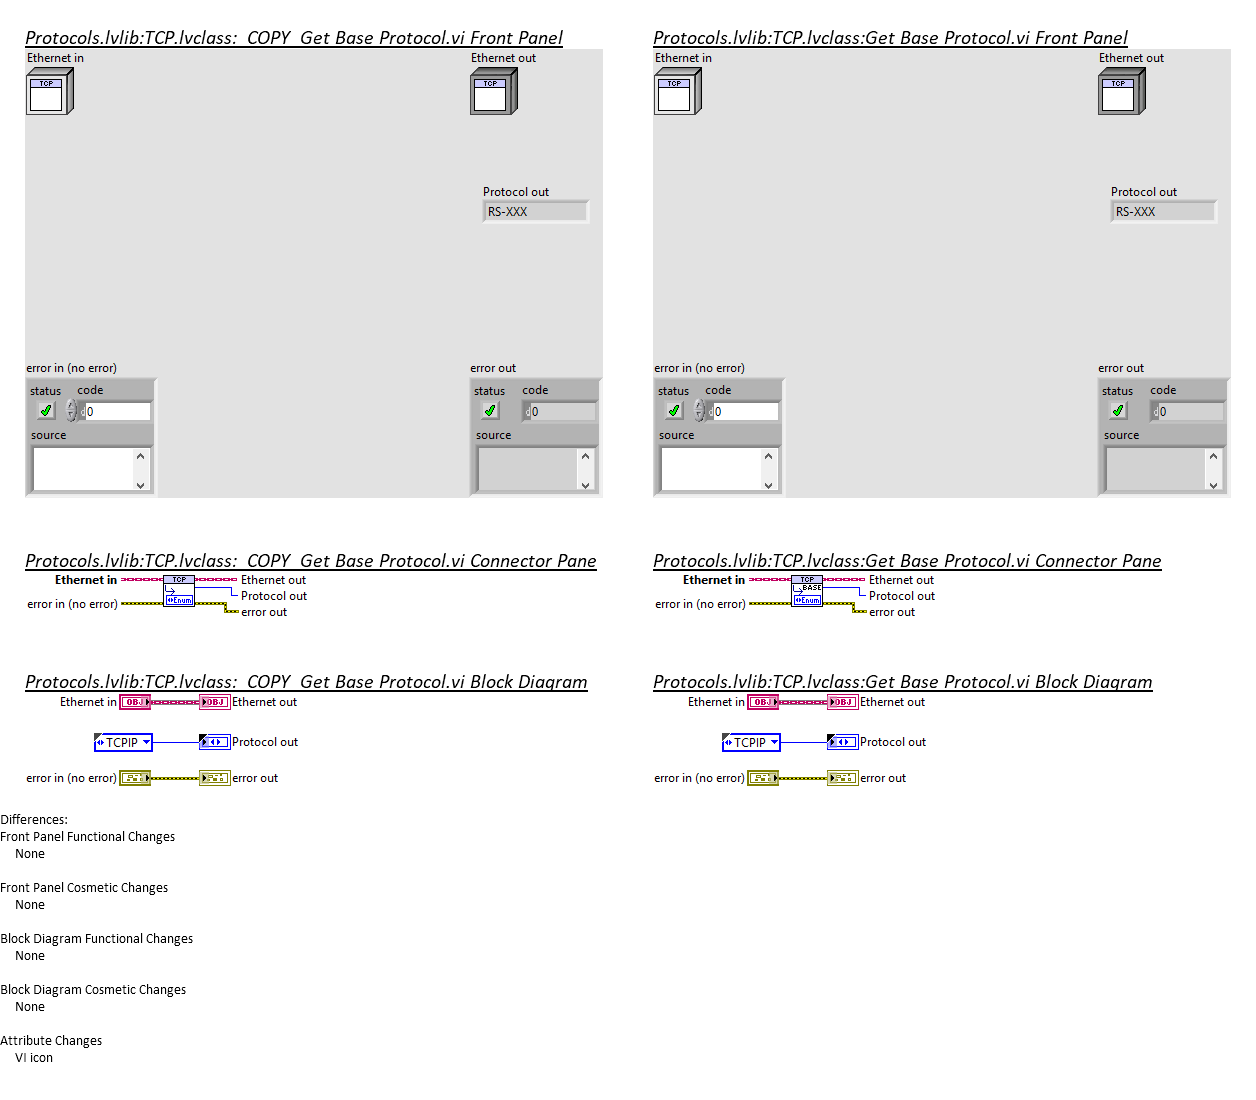 Protocols.lvlib:TCP.lvclass:_COPY_Get Base Protocol.vi Front Panel
Ethernet in
TCP
Ethernet out
TCP
Protocol out
RS-XXX
error in (no error)
status
code
d
0
source
error out
status
code
d
0
source
Protocols.lvlib:TCP.lvclass:Get Base Protocol.vi Front Panel
Ethernet in
TCP
Ethernet out
TCP
Protocol out
RS-XXX
error in (no error)
status
code
d
0
source
error out
status
code
d
0
source
Protocols.lvlib:TCP.lvclass:_COPY_Get Base Protocol.vi Connector Pane
Ethernet in
error in (no error)
TCP
Enum
Ethernet out
Protocol out
error out
Protocols.lvlib:TCP.lvclass:Get Base Protocol.vi Connector Pane
Ethernet in
error in (no error)
TCP
BASE
Enum
Ethernet out
Protocol out
error out
Protocols.lvlib:TCP.lvclass:_COPY_Get Base Protocol.vi Block Diagram
Ethernet in OBJ OBJ Ethernet out
TCPIP Protocol out
error in (no error) error out
Protocols.lvlib:TCP.lvclass:Get Base Protocol.vi Block Diagram
Ethernet in OBJ OBJ Ethernet out
TCPIP Protocol out
error in (no error) error out
Differences:
Front Panel Functional Changes
None
Front Panel Cosmetic Changes
None
Block Diagram Functional Changes
None
Block Diagram Cosmetic Changes
None
Attribute Changes
VI icon